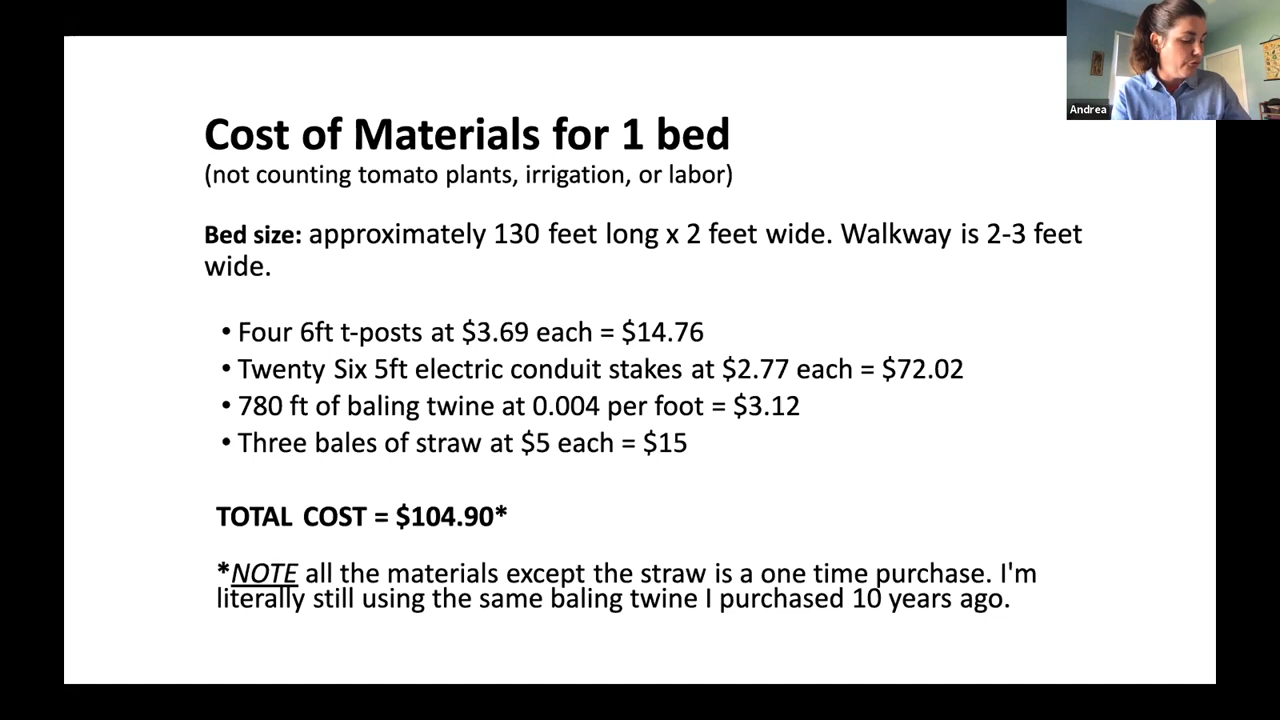 Cost of Materials for 1 bed
(not counting tomato plants, irrigation, or labor)
Bed size: approximately 130 feet long x 2 feet wide. Walkway is 2-3 feet
wide.
• Four 6ft t-posts at $3.69 each = $14.76
• Twenty Six 5ft electric conduit stakes at $2.77 each = $72.02
• 780 ft of baling twine at 0.004 per foot = $3.12
• Three bales of straw at $5 each = $15
TOTAL COST = $104.90*
*NOTE all the materials except the straw is a one time purchase. I'm
literally still using the same baling twine I purchased 10 years ago.
Andrea